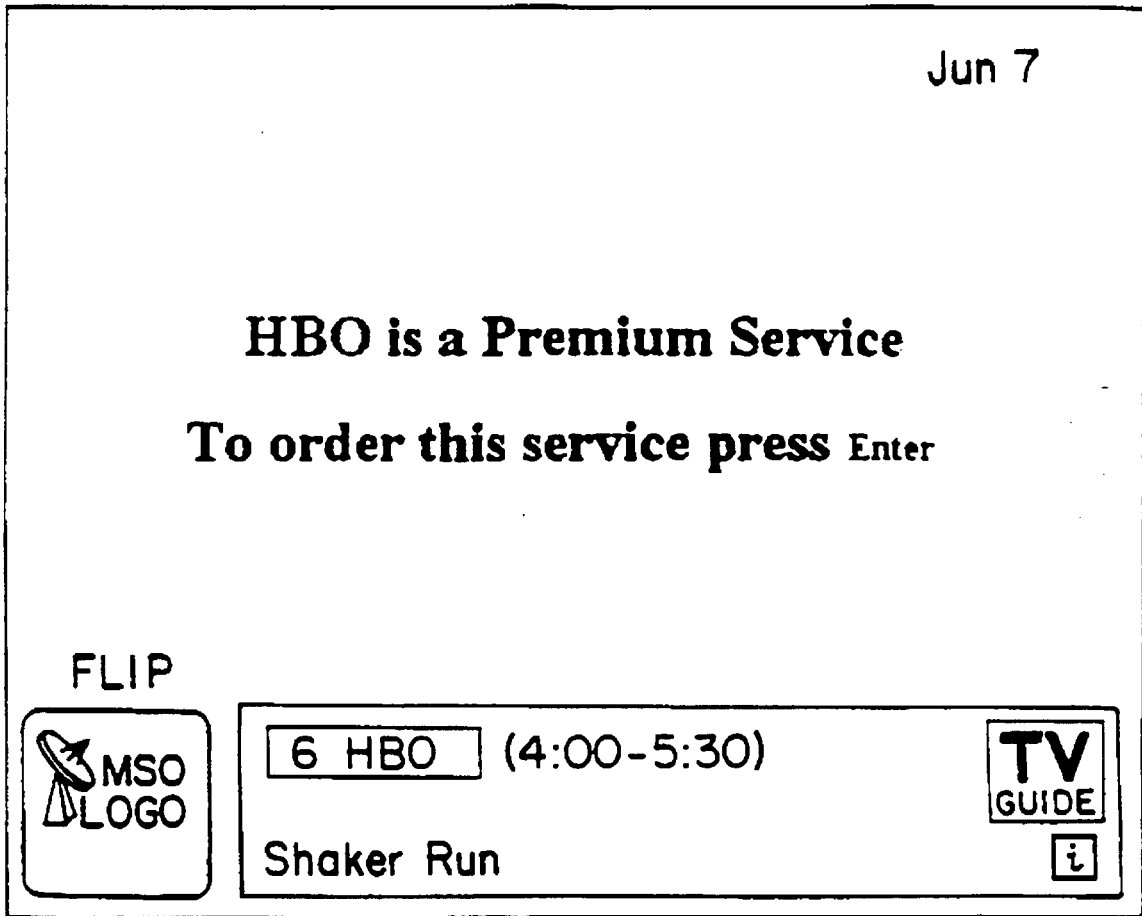 Jun 7
HBO is a Premium Service
To order this service press Enter
FLIP
MSO
LOGO
6 HBO (4:00-5:30)
Shaker Run
TV
GUIDE
i